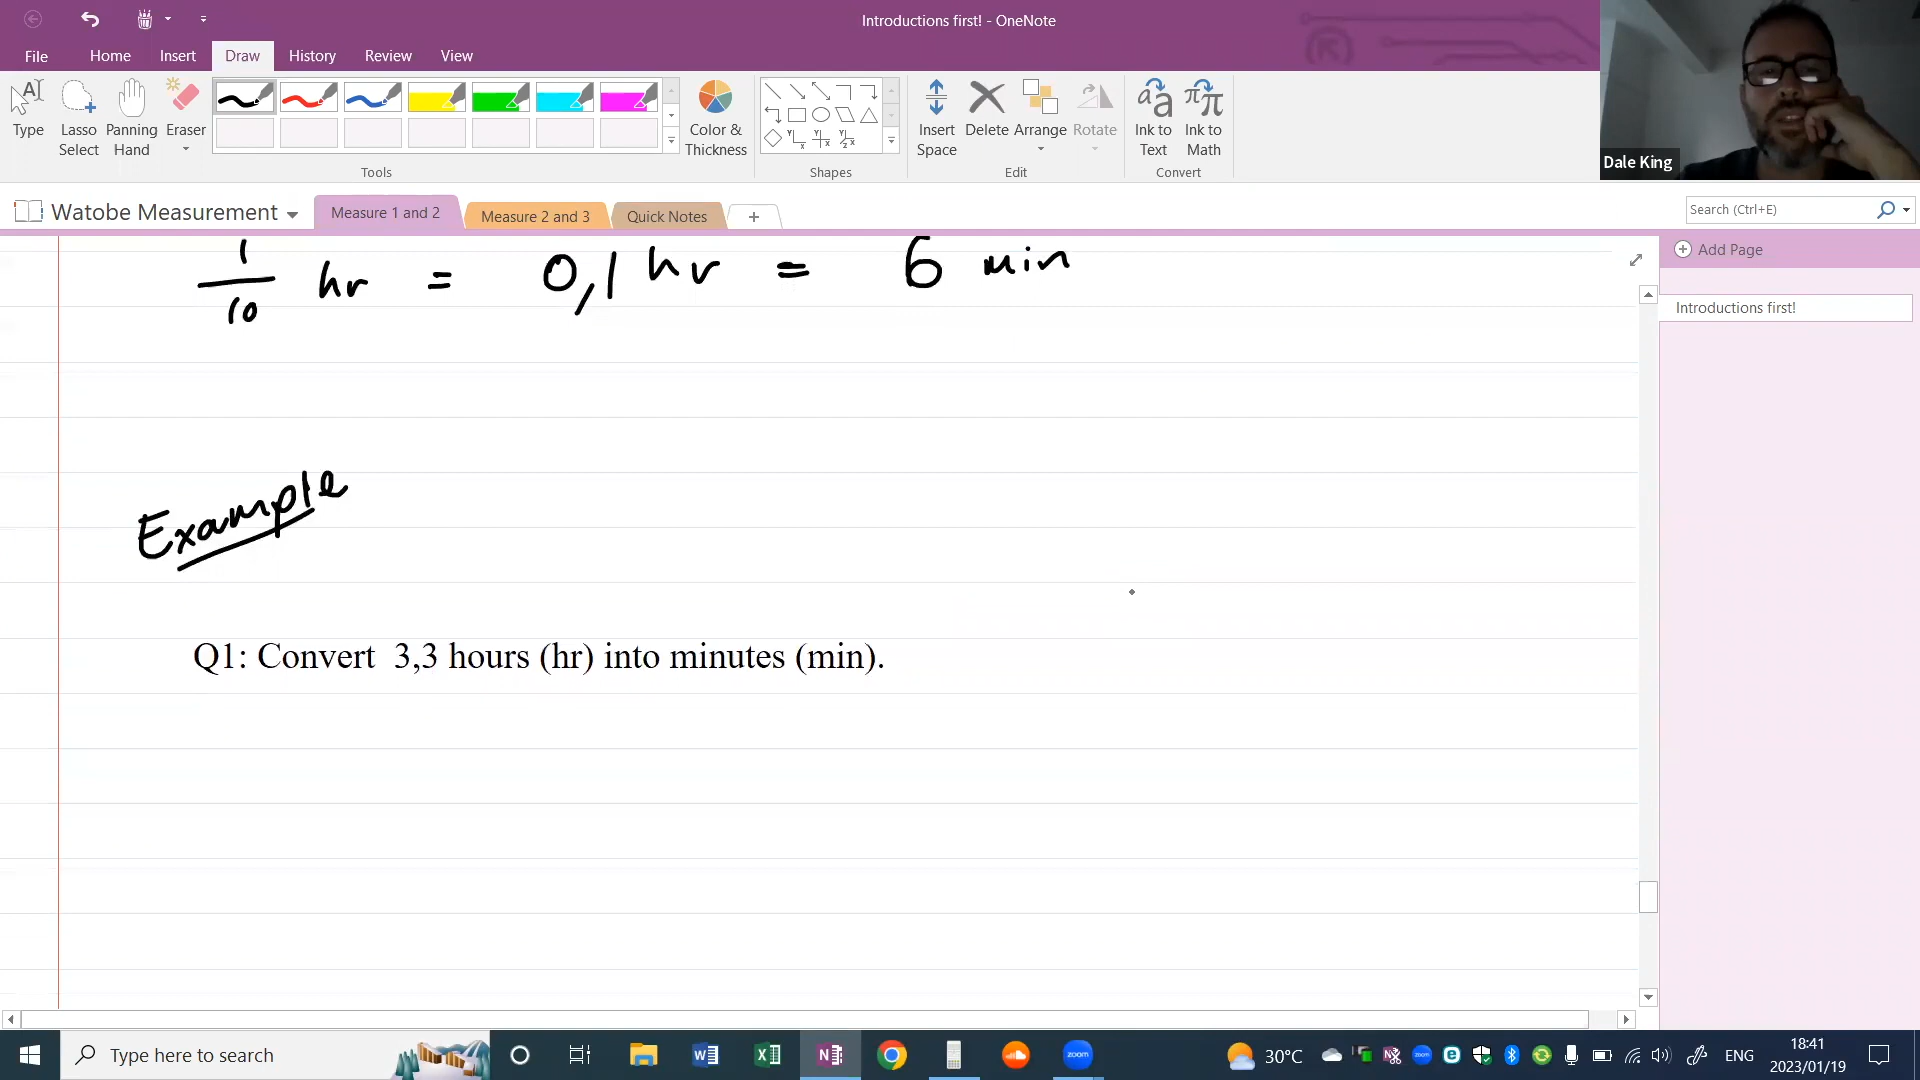 Introductions first! - OneNote
File Home Insert Draw History Review View
Type
Lasso Select
Panning Hand
Eraser
Color & Thickness
Insert Space
Delete
Arrange
Rotate
Ink to Text
Ink to Math
Tools Shapes Edit Convert
Dale King
Watobe Measurement
Measure 1 and 2
Measure 2 and 3
Quick Notes
Search (Ctrl+E)
Add Page
Introductions first!
1/10 hr = 0,1 hr = 6 min
Example
Q1: Convert 3,3 hours (hr) into minutes (min).
Type here to search
zoom
30°C
ENG
18:41
2023/01/19